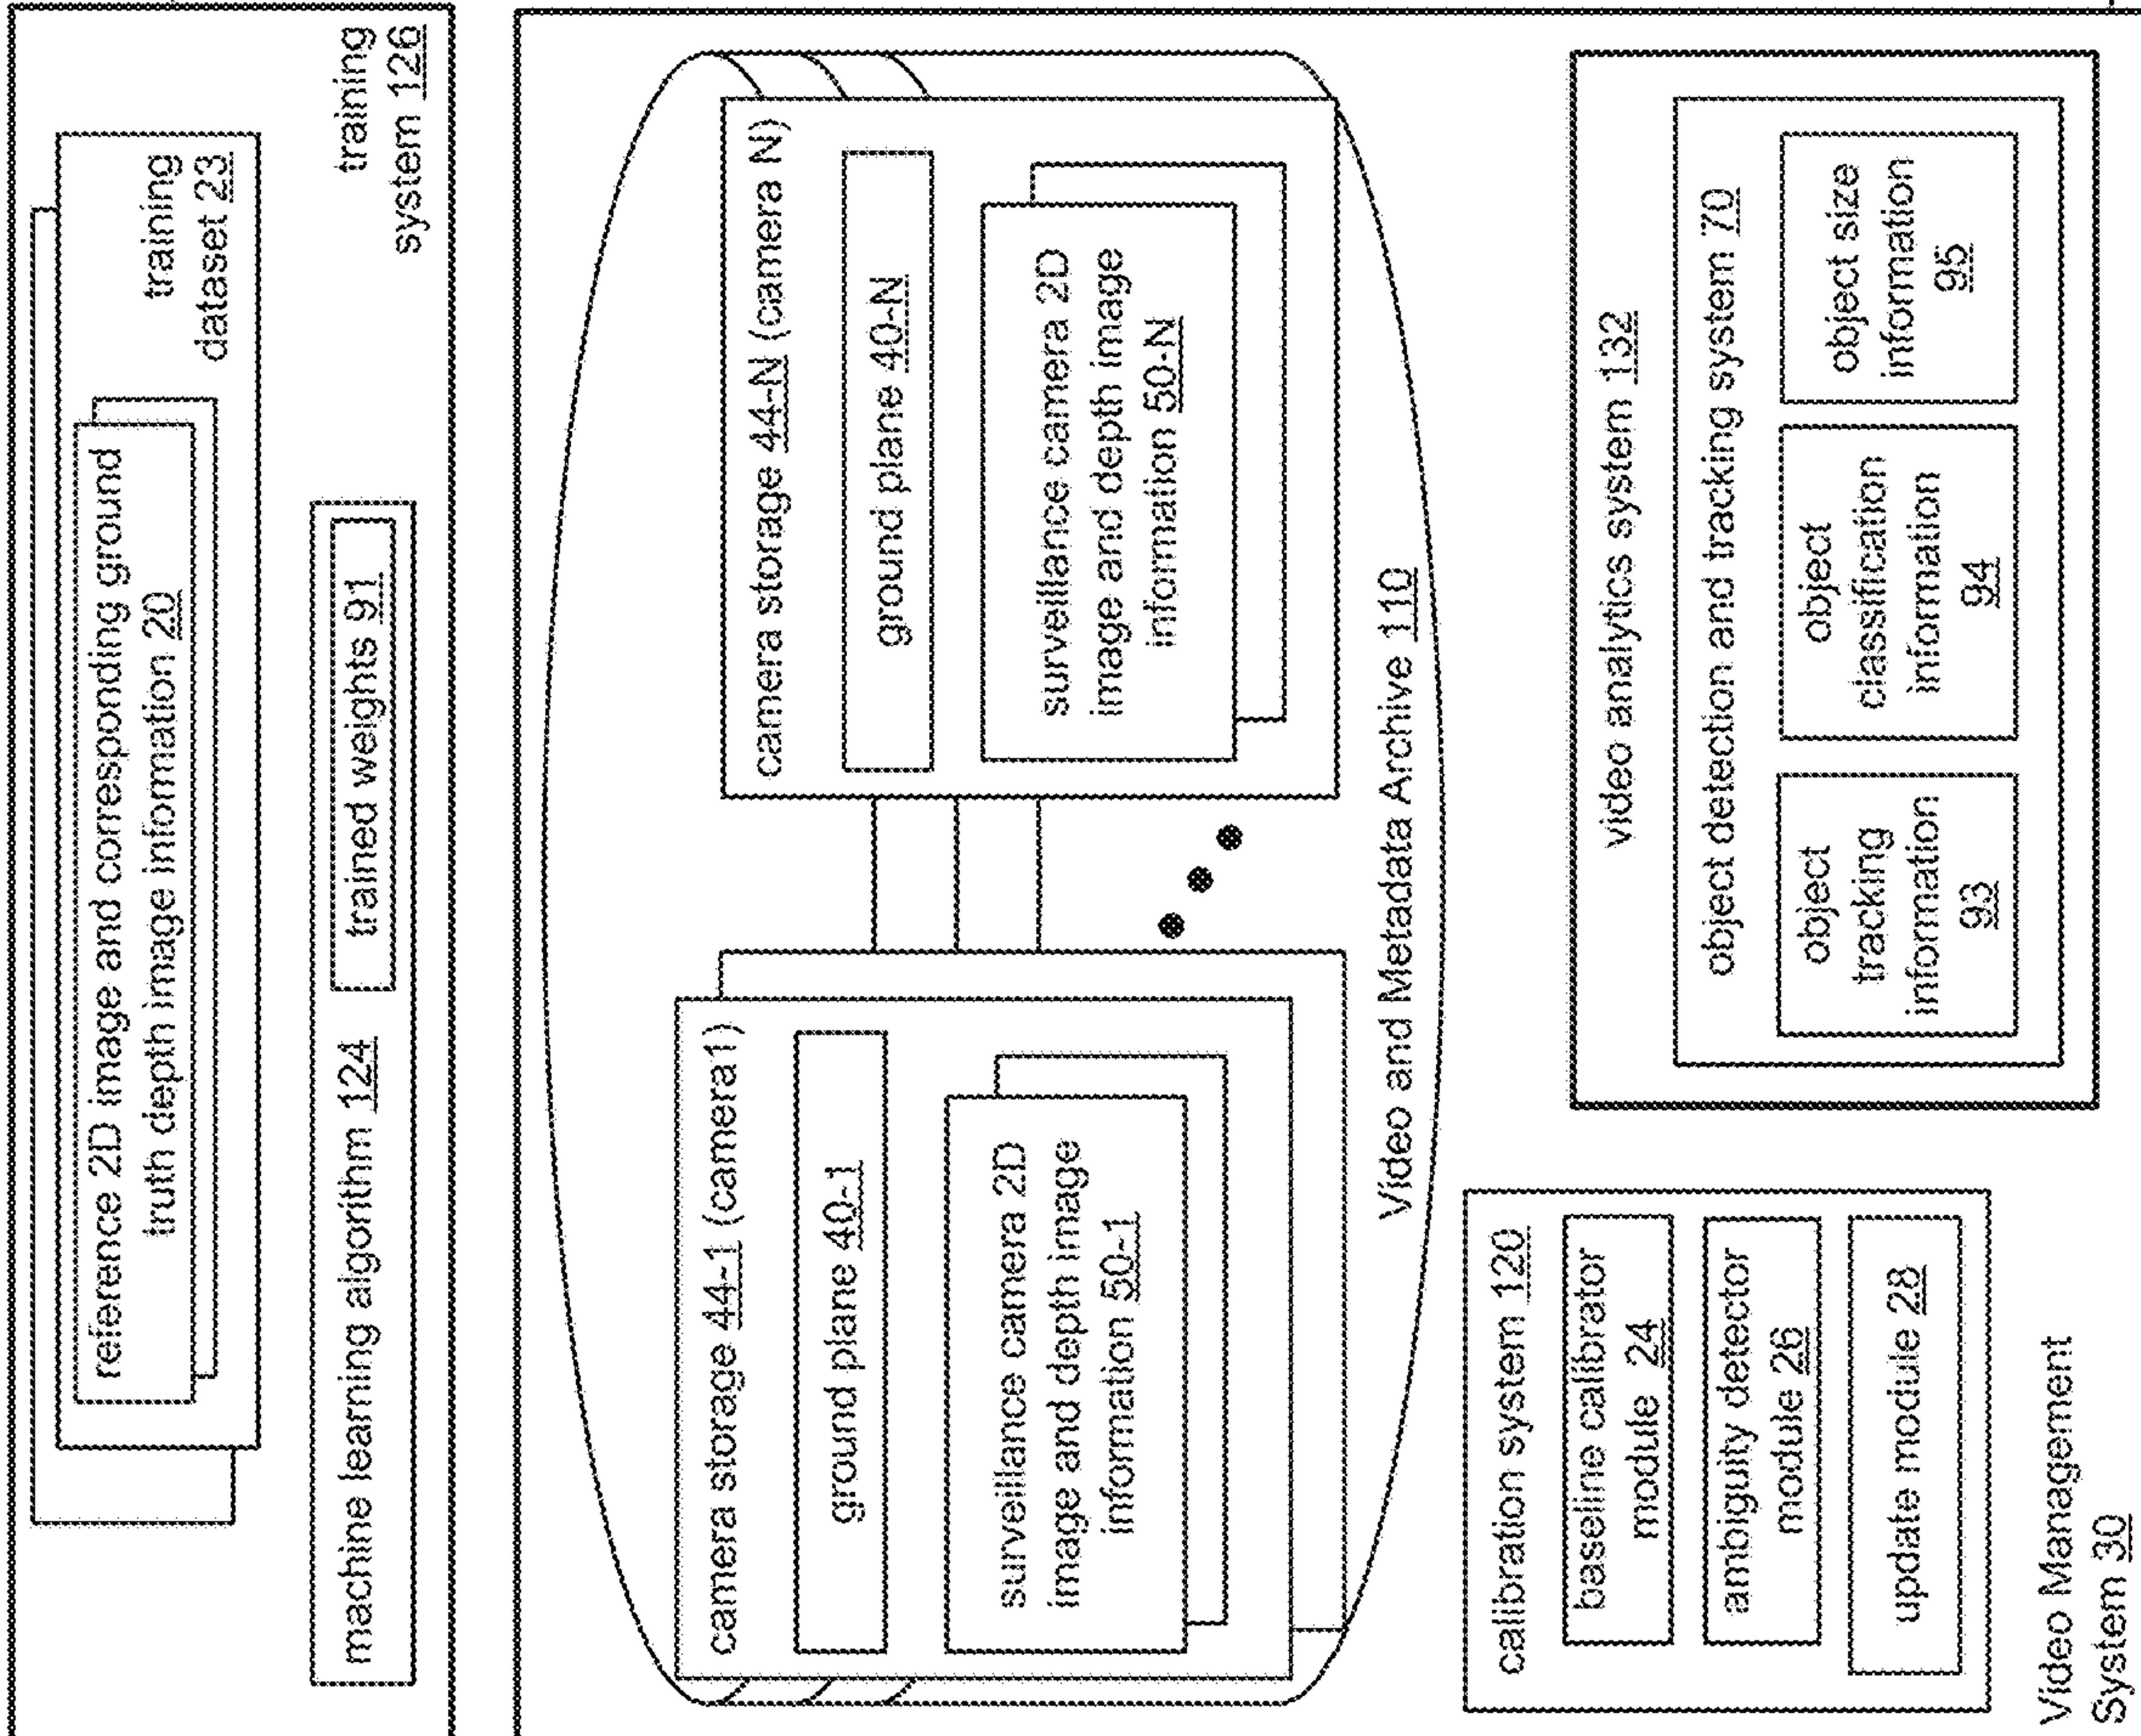 reference 2D image and corresponding ground
truth depth image information 20
training
dataset 23
machine learning algorithm 124
trained weights 91
training
system 126
camera storage 44-1 (camera1)
ground plane 40-1
surveillance camera 2D
image and depth image
information 50-1
camera storage 44-N (camera N)
ground plane 40-N
surveillance camera 2D
image and depth image
information 50-N
Video and Metadata Archive 110
calibration system 120
baseline calibrator
module 24
ambiguity detector
module 26
update module 28
video analytics system 132
object detection and tracking system 70
object
tracking
information
93
object
classification
information
94
object size
information
95
Video Management
System 30